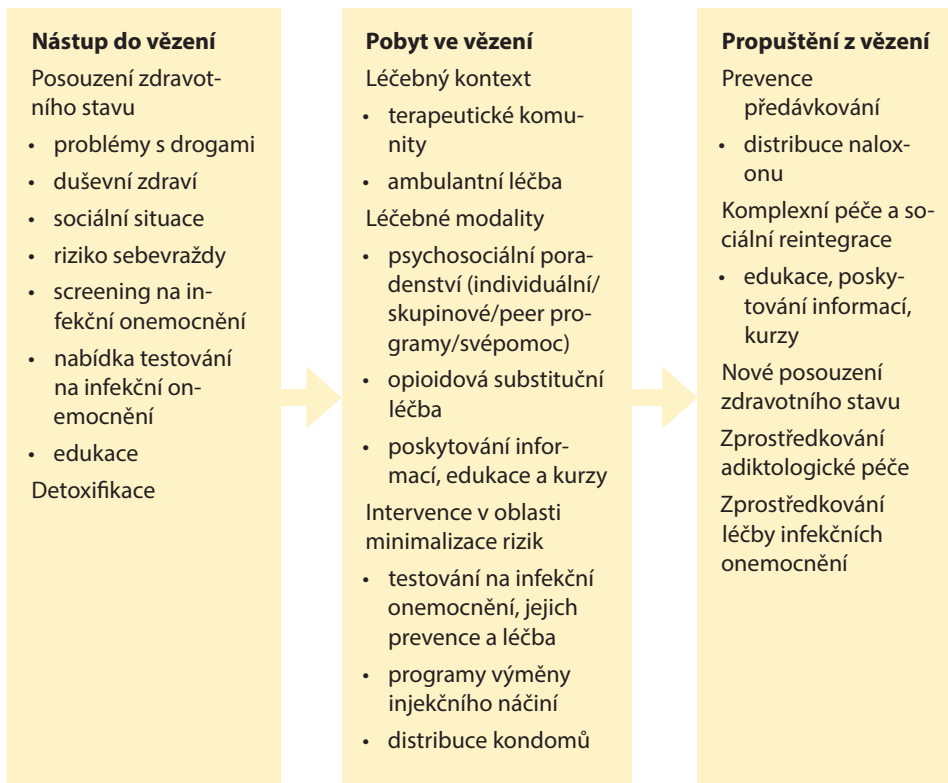 Nástup do vězení
Posouzení zdravot-
ního stavu
• problémy s drogami
• duševní zdraví
• sociální situace
• riziko sebevraždy
• screening na in-
fekční onemocnění
• nabídka testování
na infekční on-
emocnění
• edukace
Detoxifikace
Pobyt ve vězení
Léčebný kontext
• terapeutické komu-
nity
• ambulantní léčba
Léčebné modality
• psychosociální pora-
denství (individuální/
skupinové/peer pro-
gramy/svépomoc)
• opioidová substituční
léčba
• poskytování infor-
mací, edukace a kurzy
Intervence v oblasti
minimalizace rizik
• testování na infekční
onemocnění, jejich
prevence a léčba
• programy výměny
injekčního náčiní
• distribuce kondomů
Propuštění z vězení
Prevence
předávkování
• distribuce nalox-
onu
Komplexní péče a so-
ciální reintegrace
• edukace, posky-
tování informací,
kurzy
Nové posouzení
zdravotního stavu
Zprostředkování
adiktologické péče
Zprostředkování
léčby infekčních
onemocnění